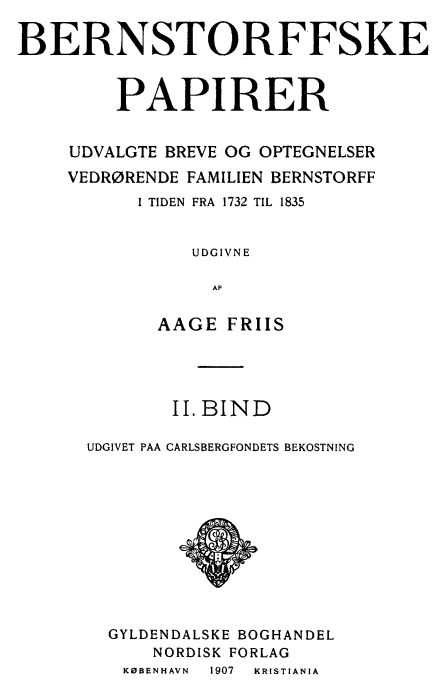 BERNSTORFFSKE
PAPIRER
UDVALGTE BREVE OG OPTEGNELSER
VEDRØRENDE FAMILIEN BERNSTORFF
I TIDEN FRA 1732 TIL 1835
UDGIVNE
AF
AAGE FRIIS
II. BIND
UDGIVET PAA CARLSBERGFONDETS BEKOSTNING
GYLDENDALSKE BOGHANDEL
NORDISK FORLAG
KØBENHAVN 1907 KRISTIANIA